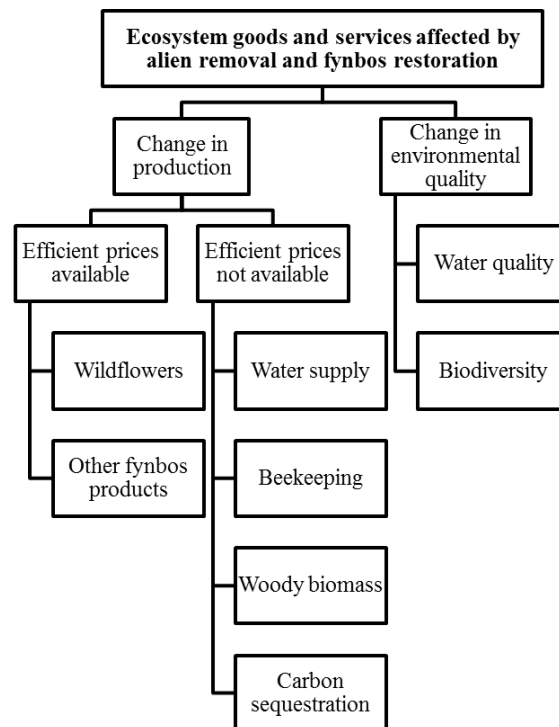 Ecosystem goods and services affected by
alien removal and fynbos restoration
Change in
production
Change in
environmental
quality
Efficient prices
available
Efficient prices
not available
Water quality
Wildflowers
Water supply
Biodiversity
Other fynbos
products
Beekeeping
Woody biomass
Carbon
sequestration